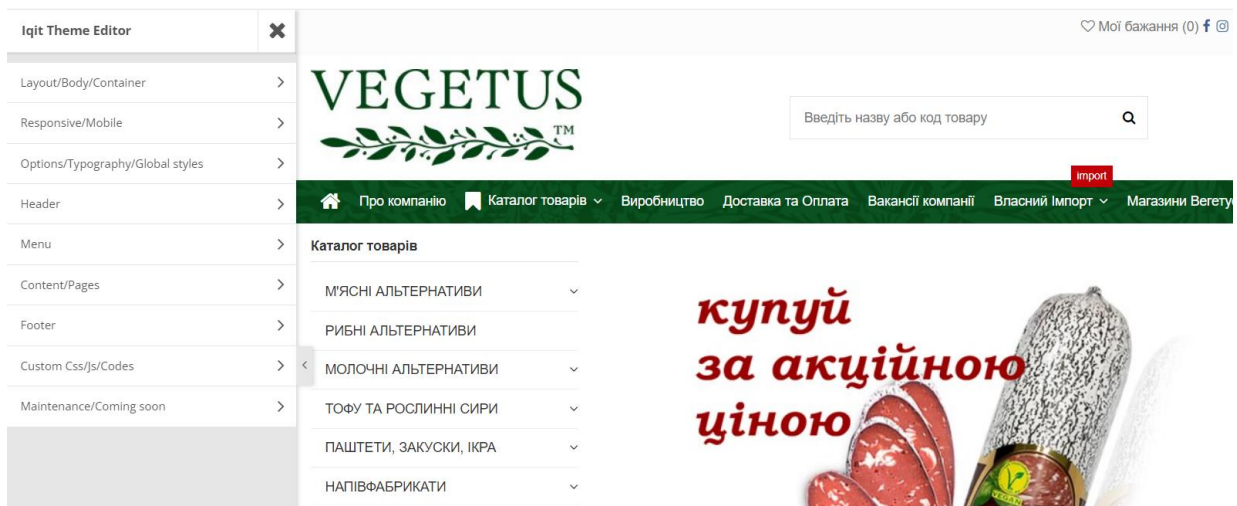 Iqit Theme Editor
Layout/Body/Container
Responsive/Mobile
Options/Typography/Global styles
Header
Menu
Content/Pages
Footer
Custom Css/Js/Codes
Maintenance/Coming soon
Мої бажання (0)
VEGETUS
TM
Введіть назву або код товару
import
Про компанію Каталог товарів Виробництво Доставка та Оплата Вакансії компанії Власний Імпорт Магазини
Каталог товарів
М'ЯСНІ АЛЬТЕРНАТИВИ
РИБНІ АЛЬТЕРНАТИВИ
МОЛОЧНІ АЛЬТЕРНАТИВИ
ТОФУ ТА РОСЛИННІ СИРИ
ПАШТЕТИ, ЗАКУСКИ, ІКРА
НАПІВФАБРИКАТИ
купуй
за акційною
ціною
VEGAN